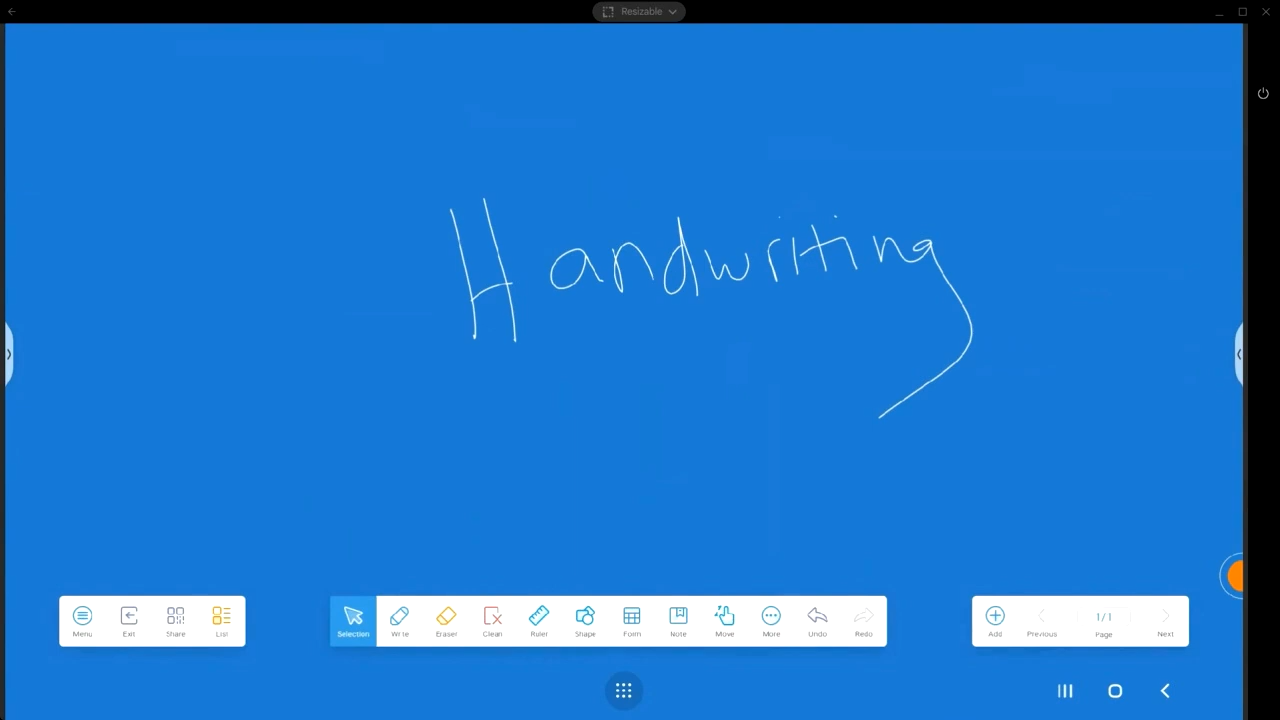 Resizable
Handwriting
Menu Exit Share List
Selection Write Eraser Clean Ruler Shape Form Note Move More Undo Redo
Add Previous 1/1 Page Next